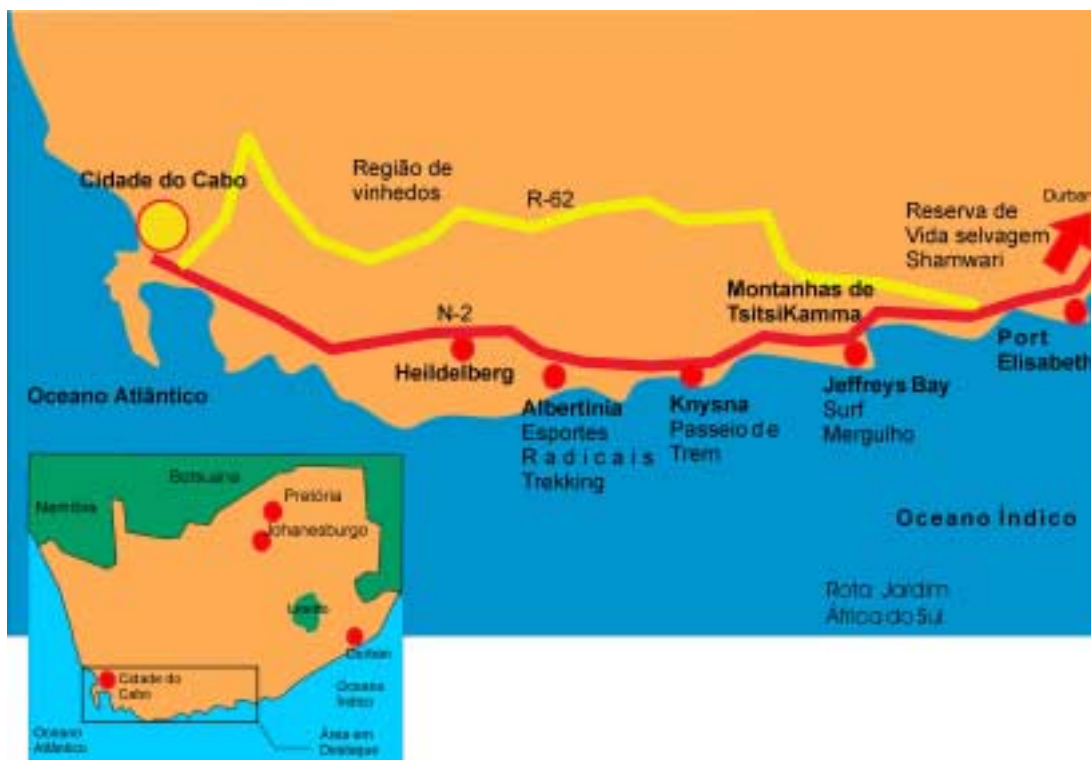 Cidade do Cabo
Região de
vinhedos
R-62
Reserva de
Vida selvagem
Shamwari
Durban
N-2
Heildelberg
Montanhas de
TsitsiKamma
Port
Elisabeth
Oceano Atlântico
Albertinia
Esportes
Radicais
Trekking
Knysna
Passeio de
Trem
Jeffreys Bay
Surf
Mergulho
Oceano Índico
Rota Jardim
África do Sul
Botsuana
Namíbia
Pretória
Johanesburgo
Durban
Cidade do
Cabo
Oceano
Índico
Oceano
Atlântico
Área em
Destaque